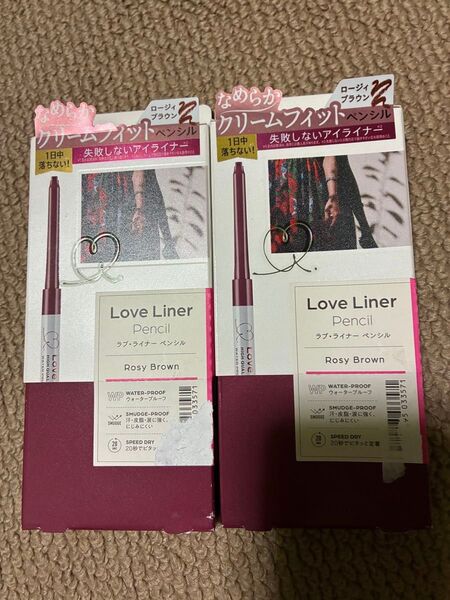 なめらか
クリームフィットペンシル
1日中
落ちない!
失敗しないアイライナー
ロージィ
ブラウン
Love Liner
Pencil
ラブ・ライナー ペンシル
Rosy Brown
WP
WATER-PROOF
ウォータープルーフ
SMUDGE
SMUDGE-PROOF
汗・皮脂・涙に強く、
にじみにくい
SPEED DRY
20秒でピタッ
033571
Love
なめらか
クリームフィットペンシル
1日中
落ちない!
失敗しないアイライナー
ロージィ
ブラウン
Love Liner
Pencil
ラブ・ライナー ペンシル
Rosy Brown
WP
WATER-PROOF
ウォータープルーフ
SMUDGE
SMUDGE-PROOF
汗・皮脂・涙に強く、
にじみにくい
SPEED DRY
20秒でピタッと定着
95 033571
Love